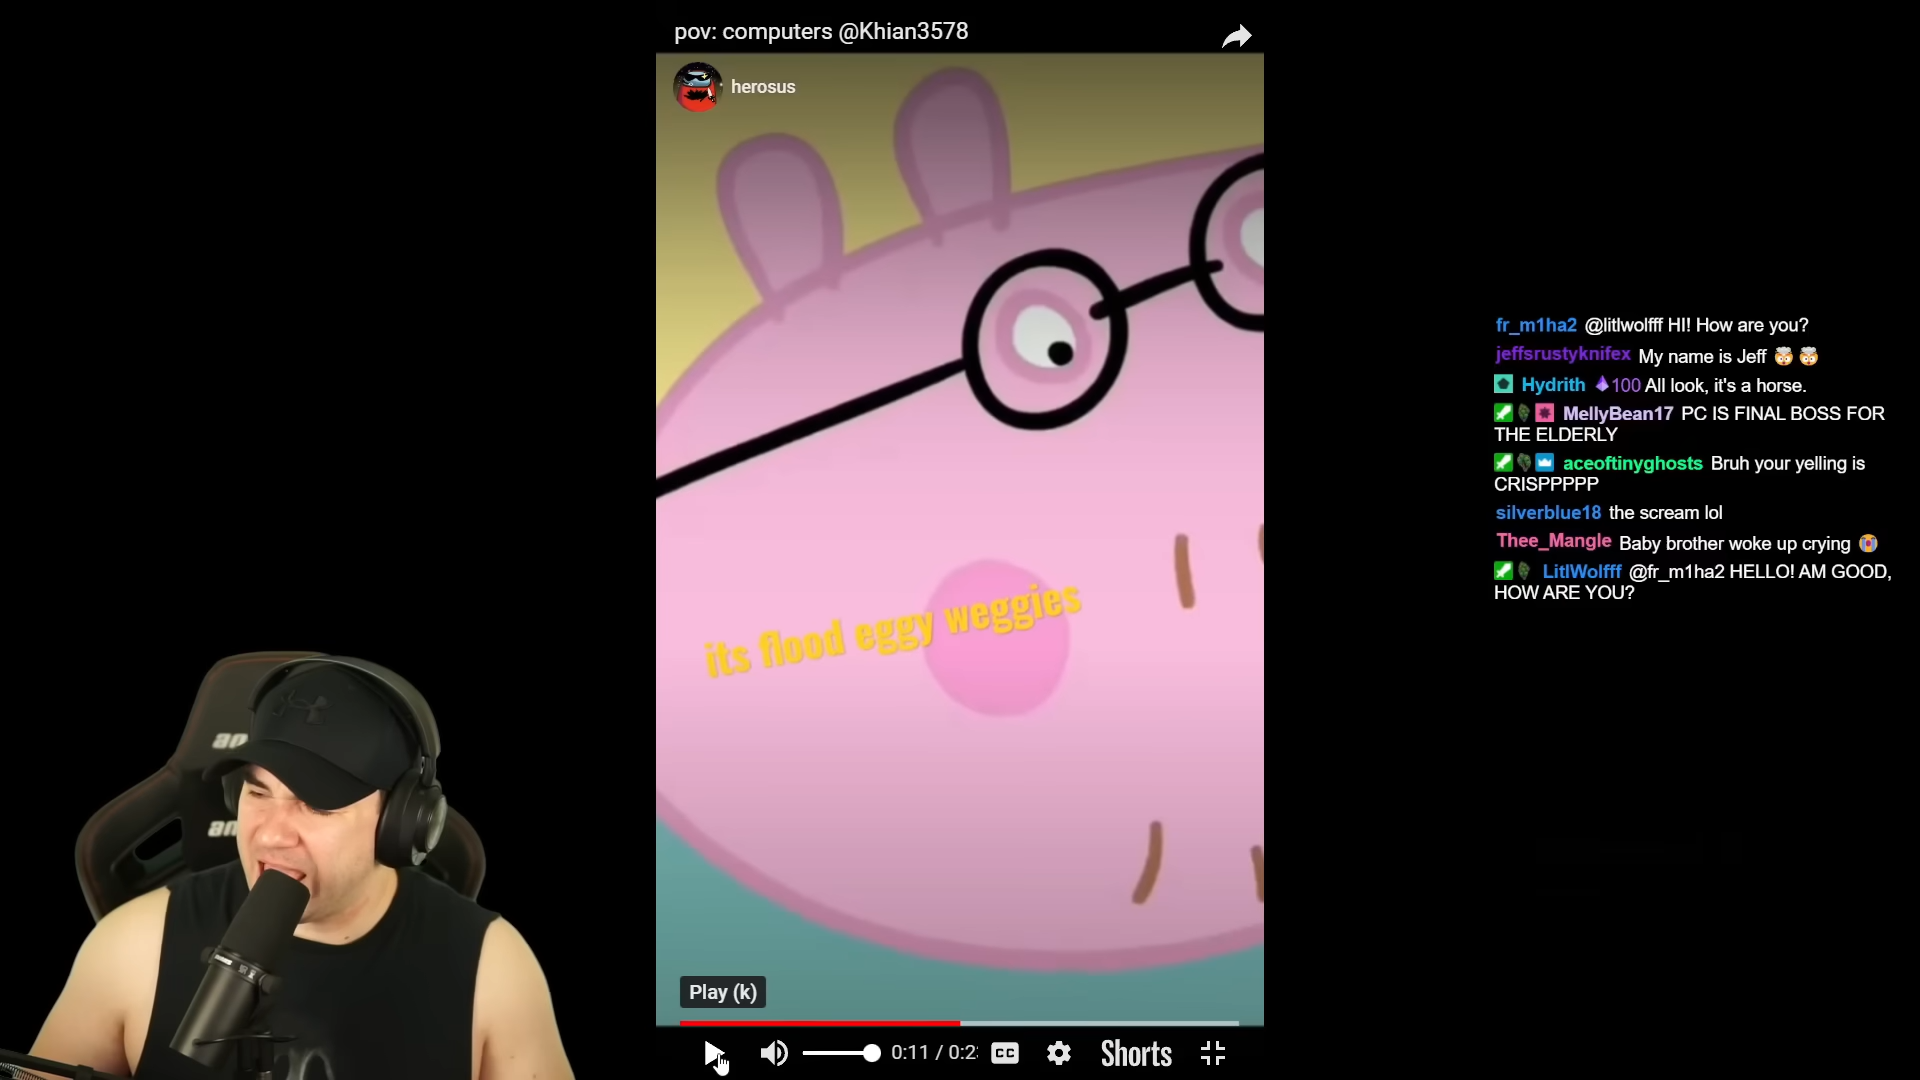 pov: computers @Khian3578
herosus
its flood eggy weggies
Play (k)
0:11 / 0:2
CC
Shorts
fr_m1ha2 @litlwolfff HI! How are you?
jeffsrustyknifex My name is Jeff 🤯 🤯
Hydrith 100 All look, it's a horse.
MellyBean17 PC IS FINAL BOSS FOR
THE ELDERLY
aceoftinyghosts Bruh your yelling is
CRISPPPPP
silverblue18 the scream lol
Thee_Mangle Baby brother woke up crying 😭
LitlWolfff @fr_m1ha2 HELLO! AM GOOD,
HOW ARE YOU?
an
an